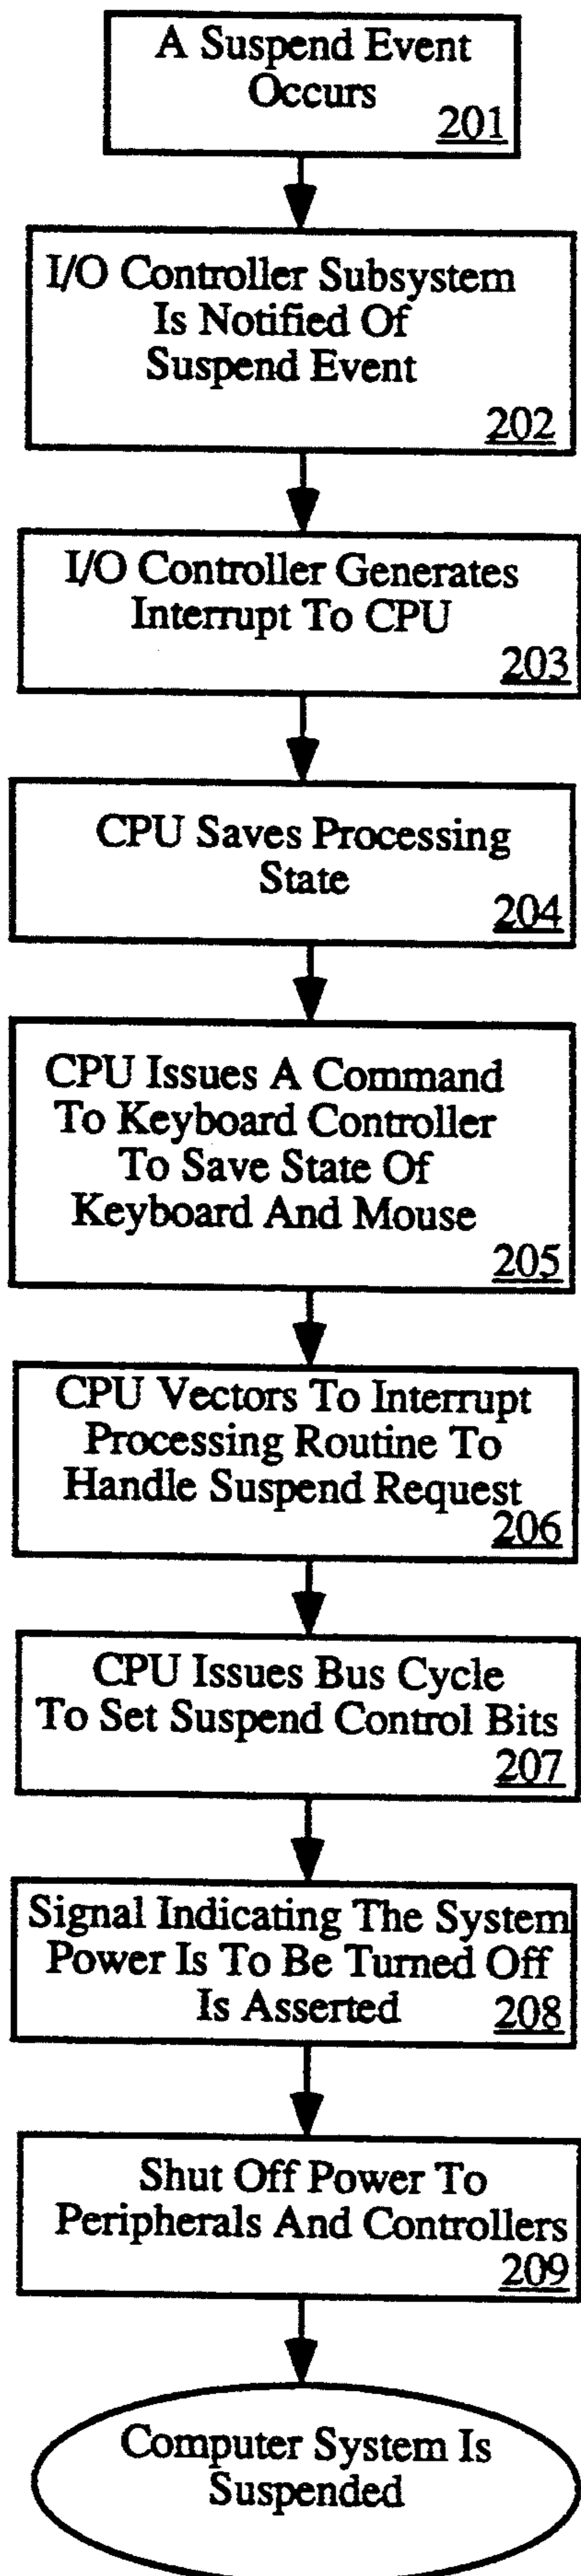 A Suspend Event
Occurs
201
I/O Controller Subsystem
Is Notified Of
Suspend Event
202
I/O Controller Generates
Interrupt To CPU
203
CPU Saves Processing
State
204
CPU Issues A Command
To Keyboard Controller
To Save State Of
Keyboard And Mouse
205
CPU Vectors To Interrupt
Processing Routine To
Handle Suspend Request
206
CPU Issues Bus Cycle
To Set Suspend Control Bits
207
Signal Indicating The System
Power Is To Be Turned Off
Is Asserted 208
Shut Off Power To
Peripherals And Controllers
209
Computer System Is
Suspended